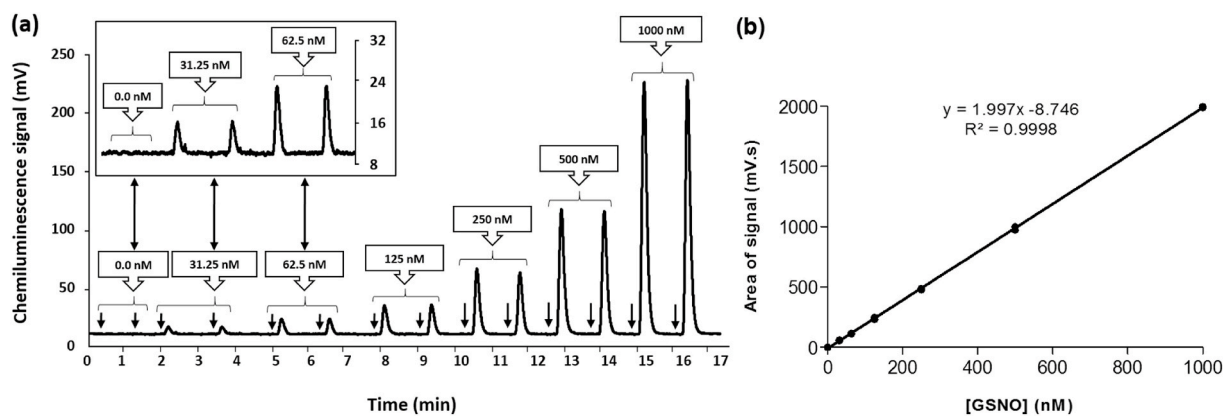 (a)
Chemiluminescence signal (mV)
250
200
150
100
50
0
0.0 nM
31.25 nM
62.5 nM
32
24
16
8
0.0 nM
31.25 nM
62.5 nM
125 nM
250 nM
500 nM
1000 nM
0 1 2 3 4 5 6 7 8 9 10 11 12 13 14 15 16 17
Time (min)
(b)
y = 1.997x -8.746
R² = 0.9998
Area of signal (mV.s)
2000
1500
1000
500
0
0 200 400 600 800 1000
[GSNO] (nM)